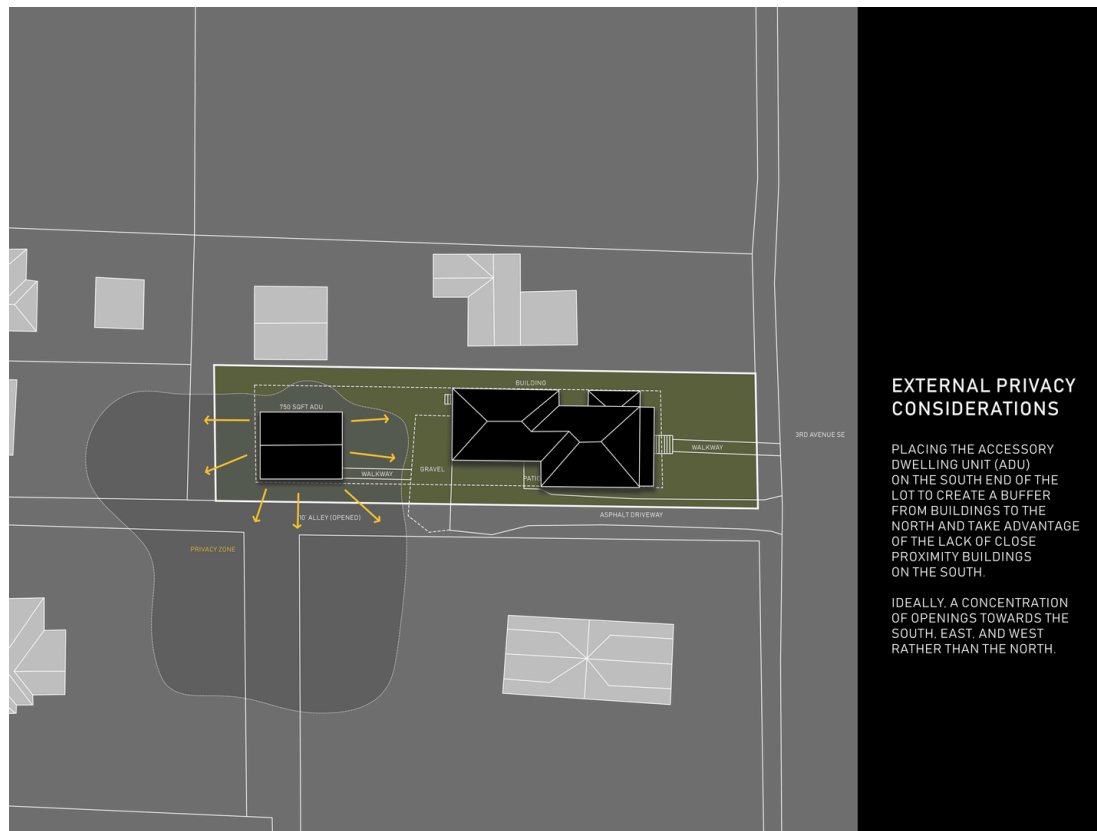 BUILDING
750 SQFT ADU
3RD AVENUE SE
WALKWAY
GRAVEL
WALKWAY
PATIO
ASPHALT DRIVEWAY
10' ALLEY (OPENED)
PRIVACY ZONE
EXTERNAL PRIVACY
CONSIDERATIONS
PLACING THE ACCESSORY
DWELLING UNIT (ADU)
ON THE SOUTH END OF THE
LOT TO CREATE A BUFFER
FROM BUILDINGS TO THE
NORTH AND TAKE ADVANTAGE
OF THE LACK OF CLOSE
PROXIMITY BUILDINGS
ON THE SOUTH.
IDEALLY, A CONCENTRATION
OF OPENINGS TOWARDS THE
SOUTH, EAST, AND WEST
RATHER THAN THE NORTH.